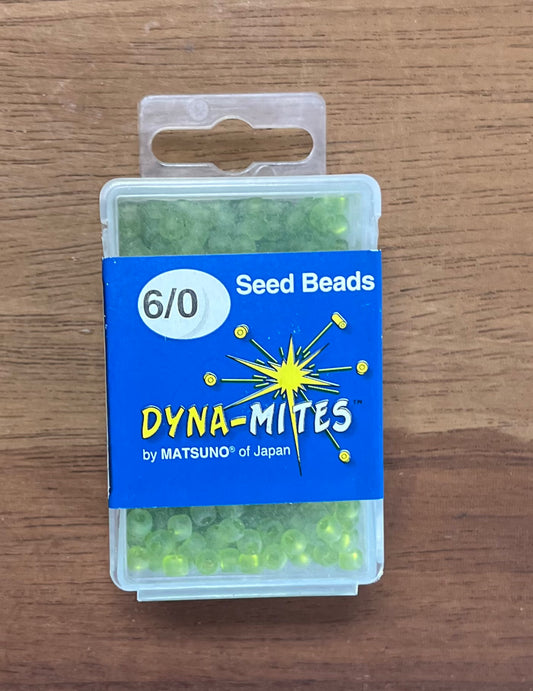 6/0
Seed Beads
DYNA-MITES™
by MATSUNO® of Japan